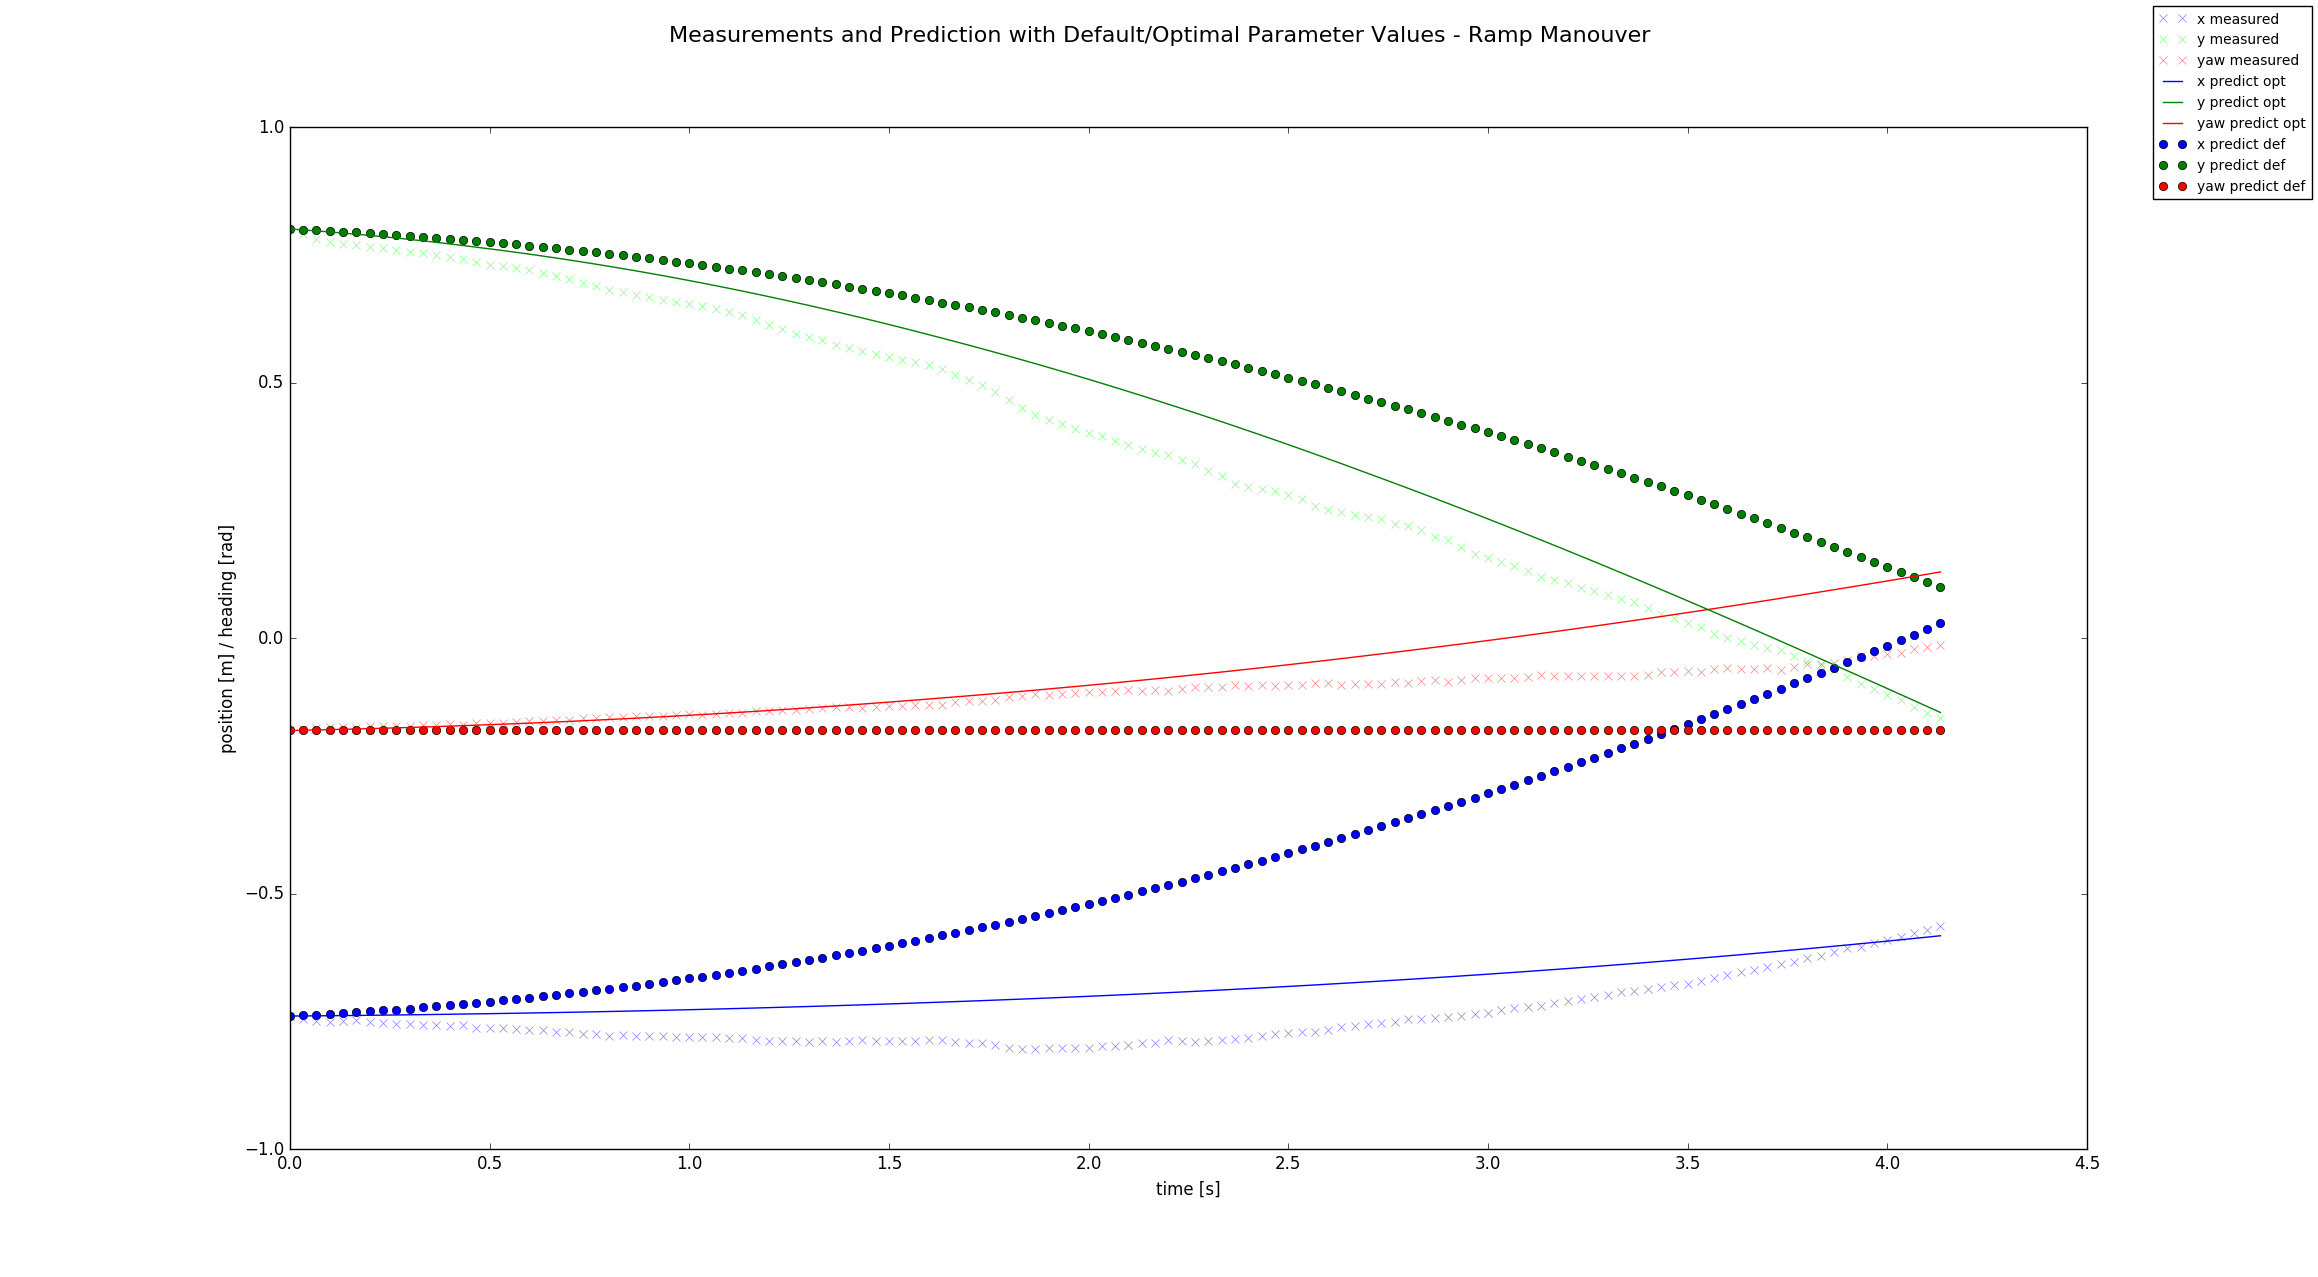 Measurements and Prediction with Default/Optimal Parameter Values - Ramp Manouver
x measured
y measured
yaw measured
x predict opt
y predict opt
yaw predict opt
x predict def
y predict def
yaw predict def
1.0
0.5
0.0
−0.5
−1.0
position [m] / heading [rad]
0.0 0.5 1.0 1.5 2.0 2.5 3.0 3.5 4.0 4.5
time [s]